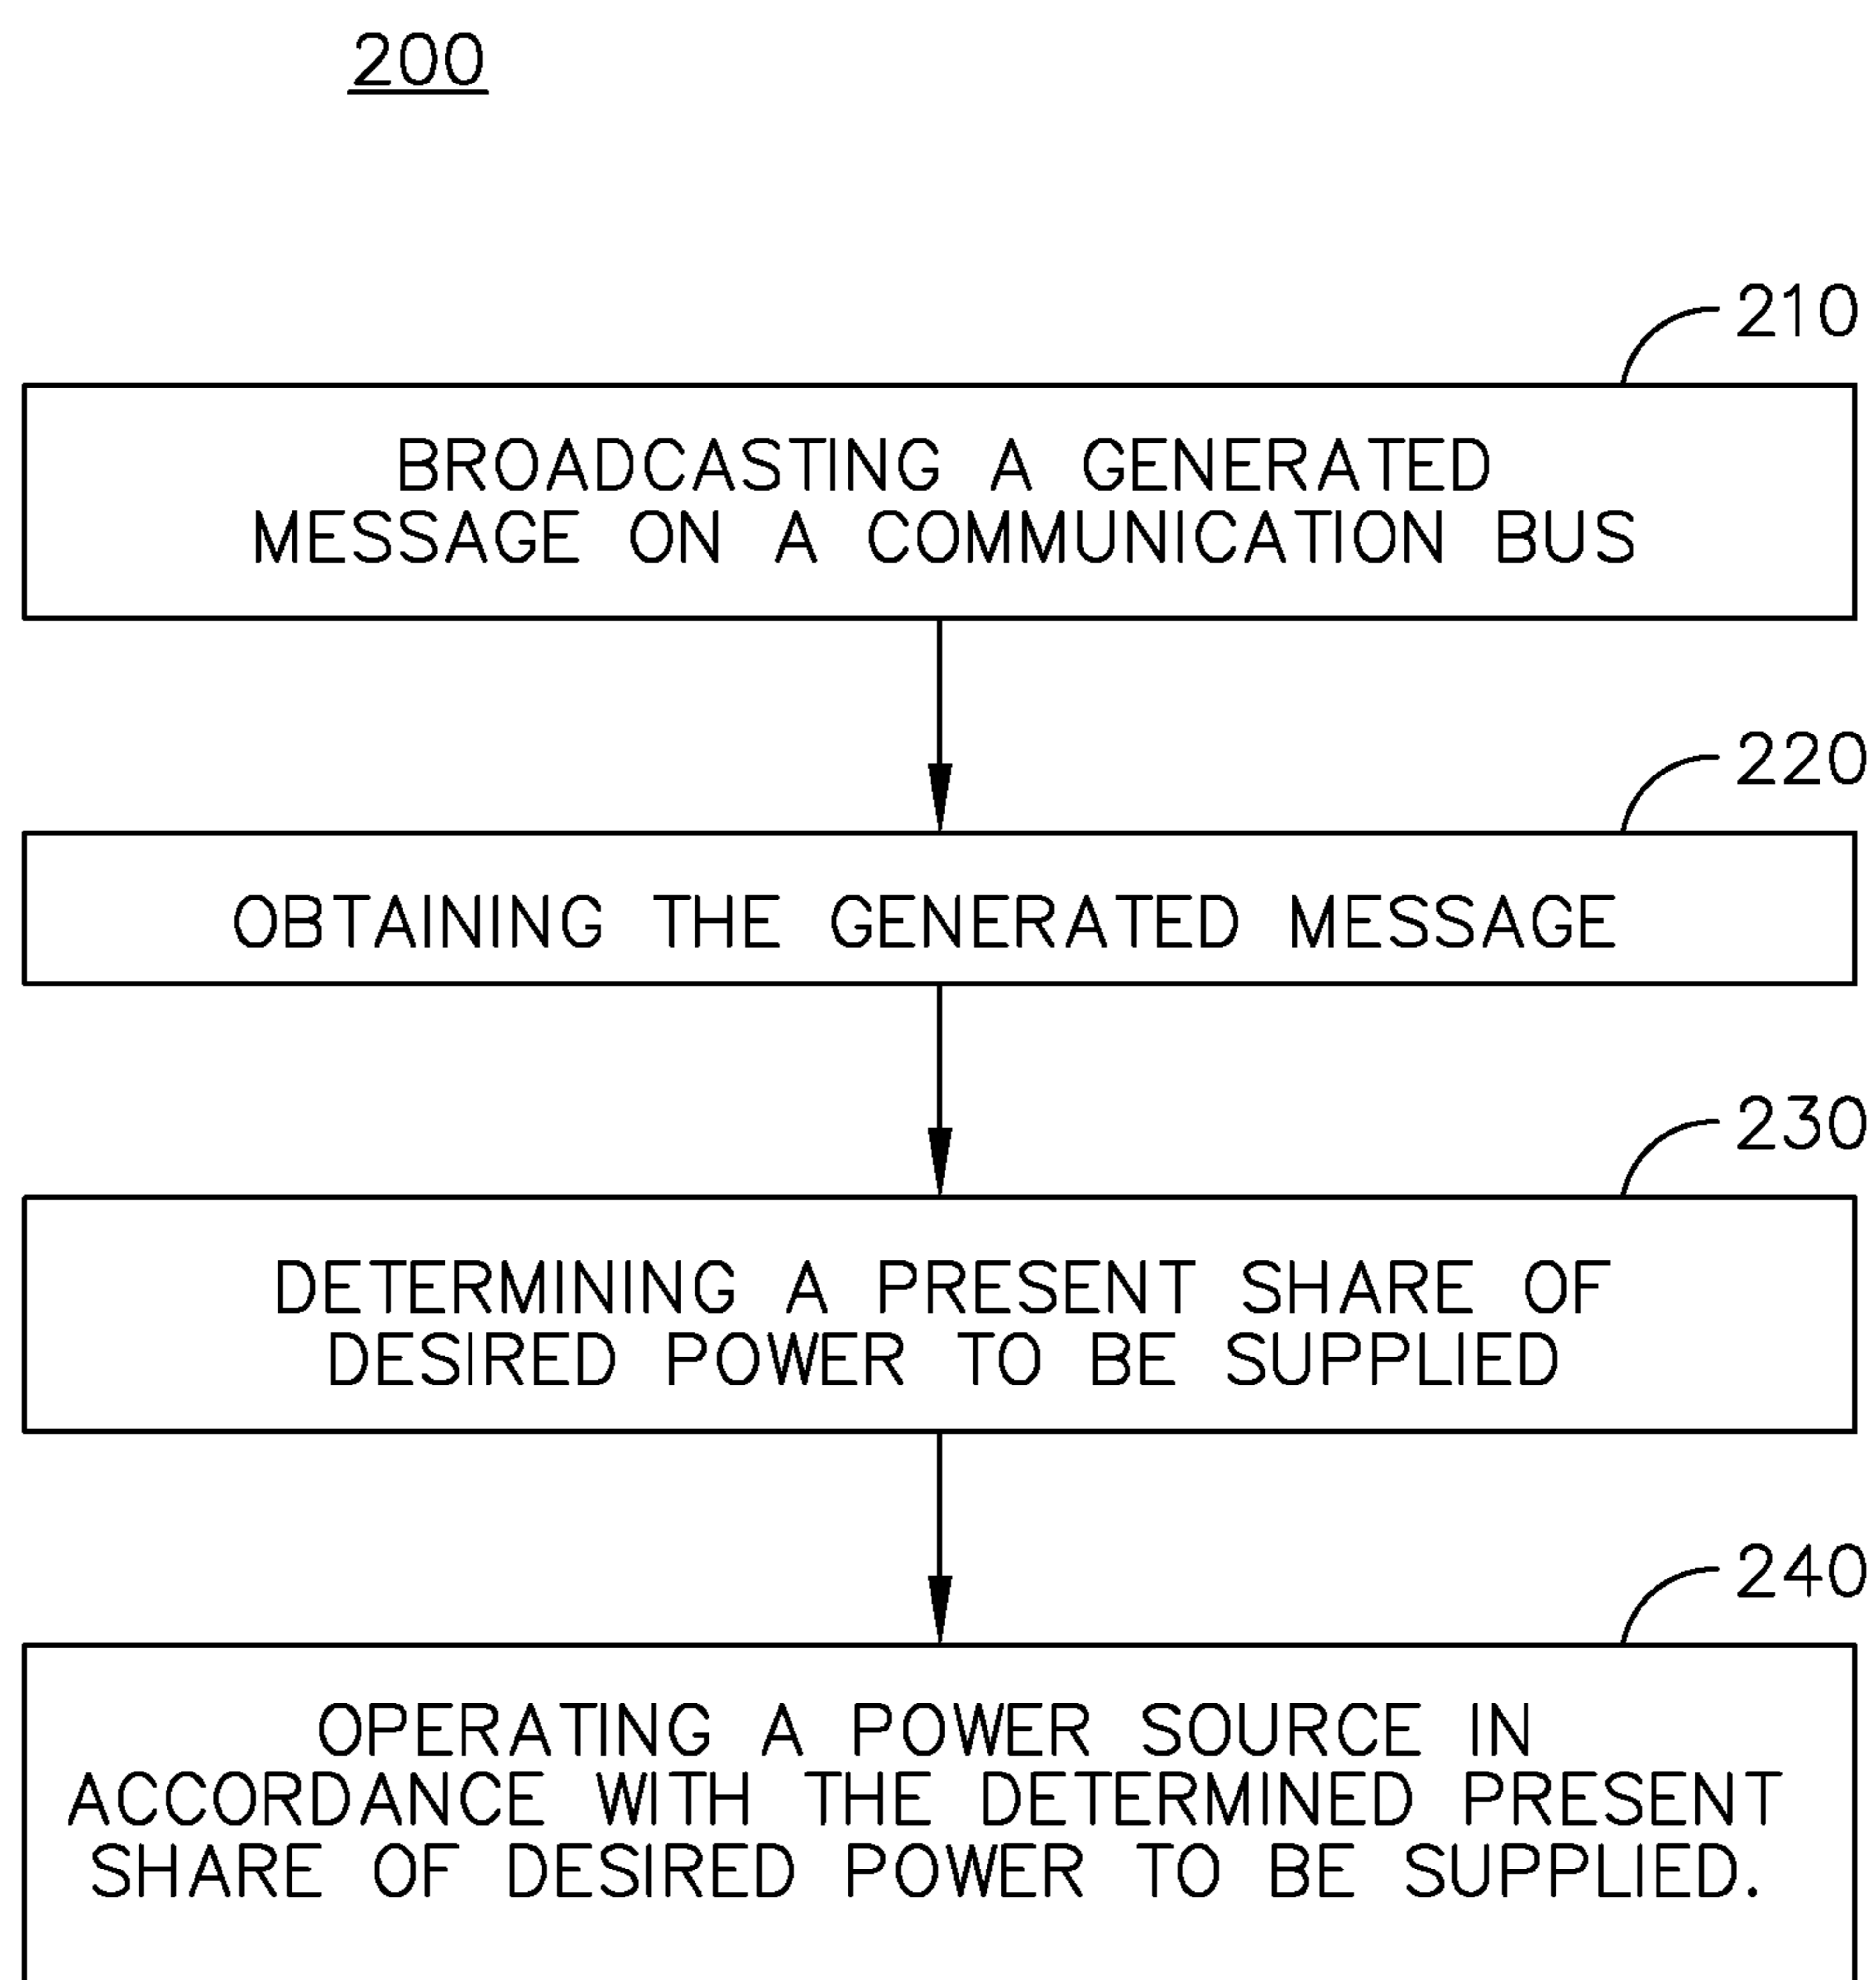 200
210
BROADCASTING A GENERATED
MESSAGE ON A COMMUNICATION BUS
220
OBTAINING THE GENERATED MESSAGE
230
DETERMINING A PRESENT SHARE OF
DESIRED POWER TO BE SUPPLIED
240
OPERATING A POWER SOURCE IN
ACCORDANCE WITH THE DETERMINED PRESENT
SHARE OF DESIRED POWER TO BE SUPPLIED.